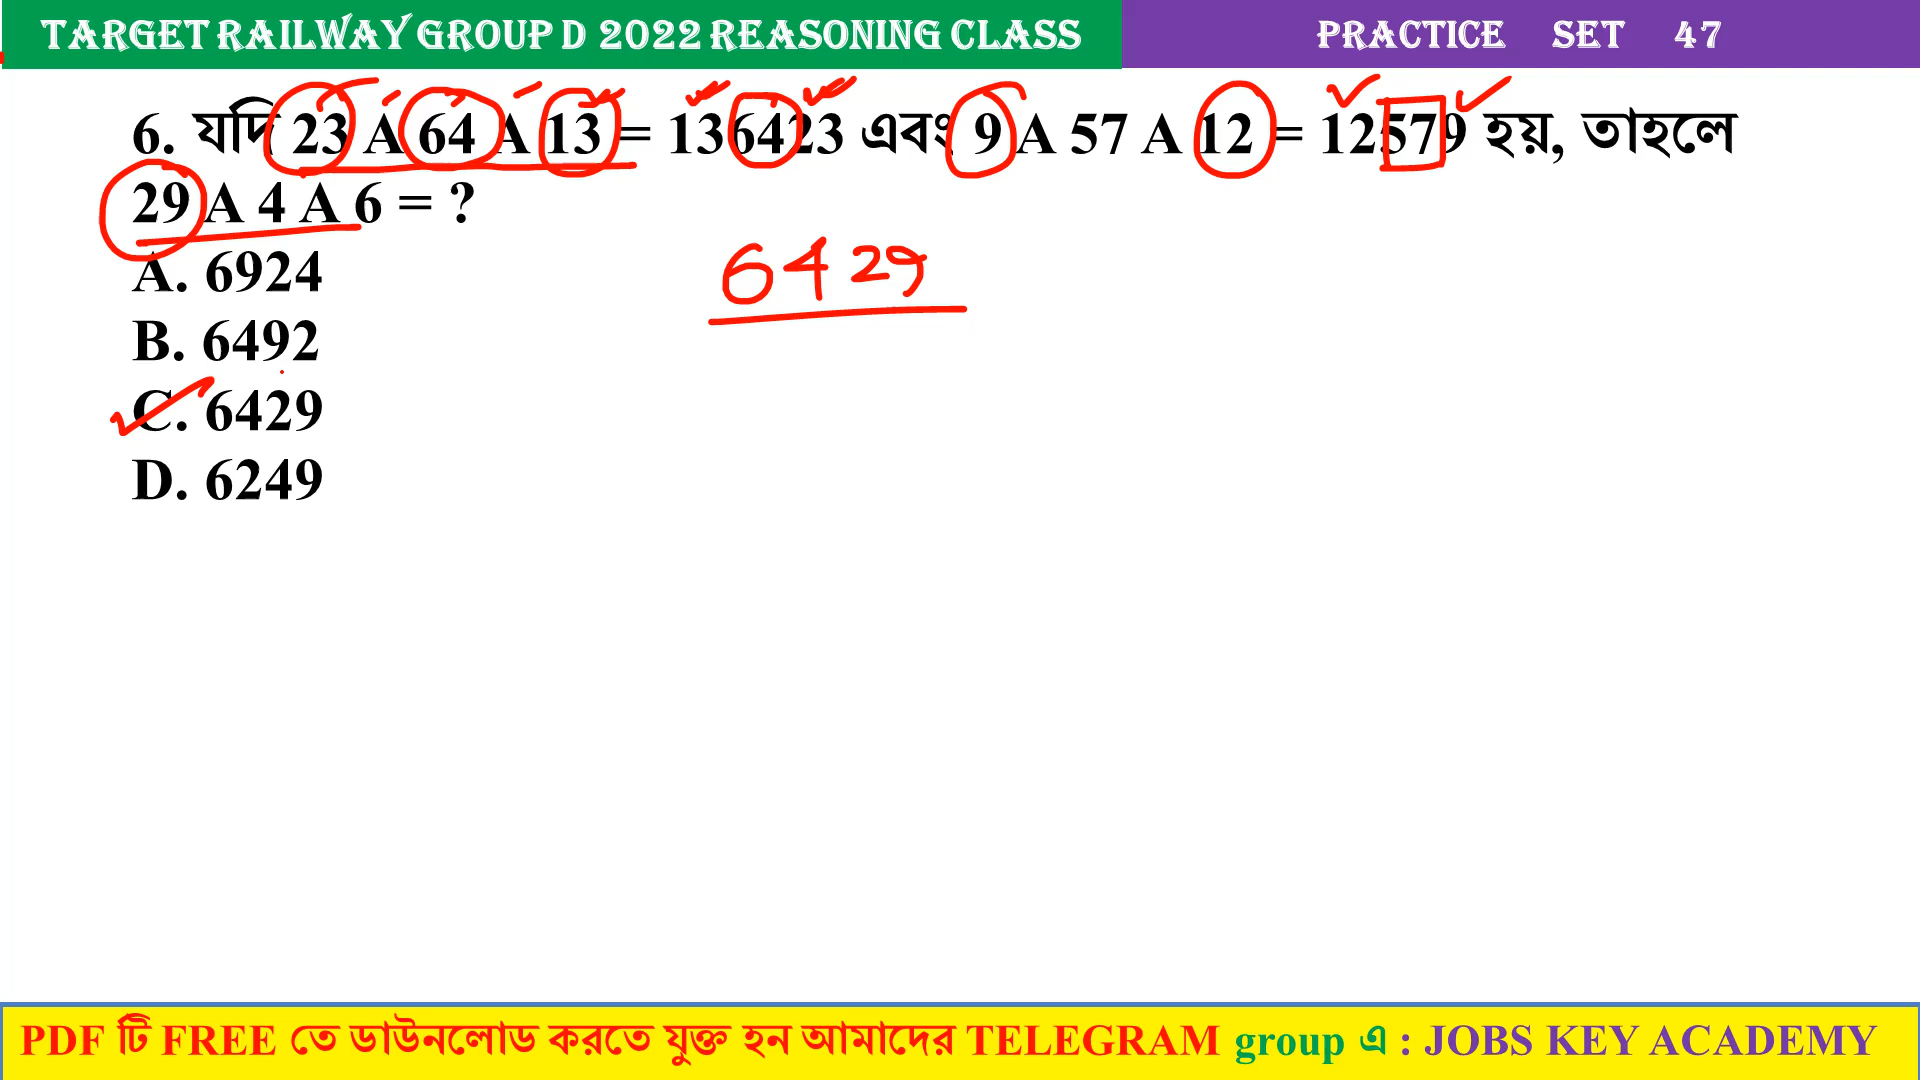 TARGET RAILWAY GROUP D 2022 REASONING CLASS PRACTICE SET 47
6. যদি 23 A 64 A 13 = 136423 এবং 9 A 57 A 12 = 12579 হয়, তাহলে
29 A 4 A 6 = ?
6429
A. 6924
B. 6492
C. 6429
D. 6249
PDF টি FREE তে ডাউনলোড করতে যুক্ত হন আমাদের TELEGRAM group এ : JOBS KEY ACADEMY